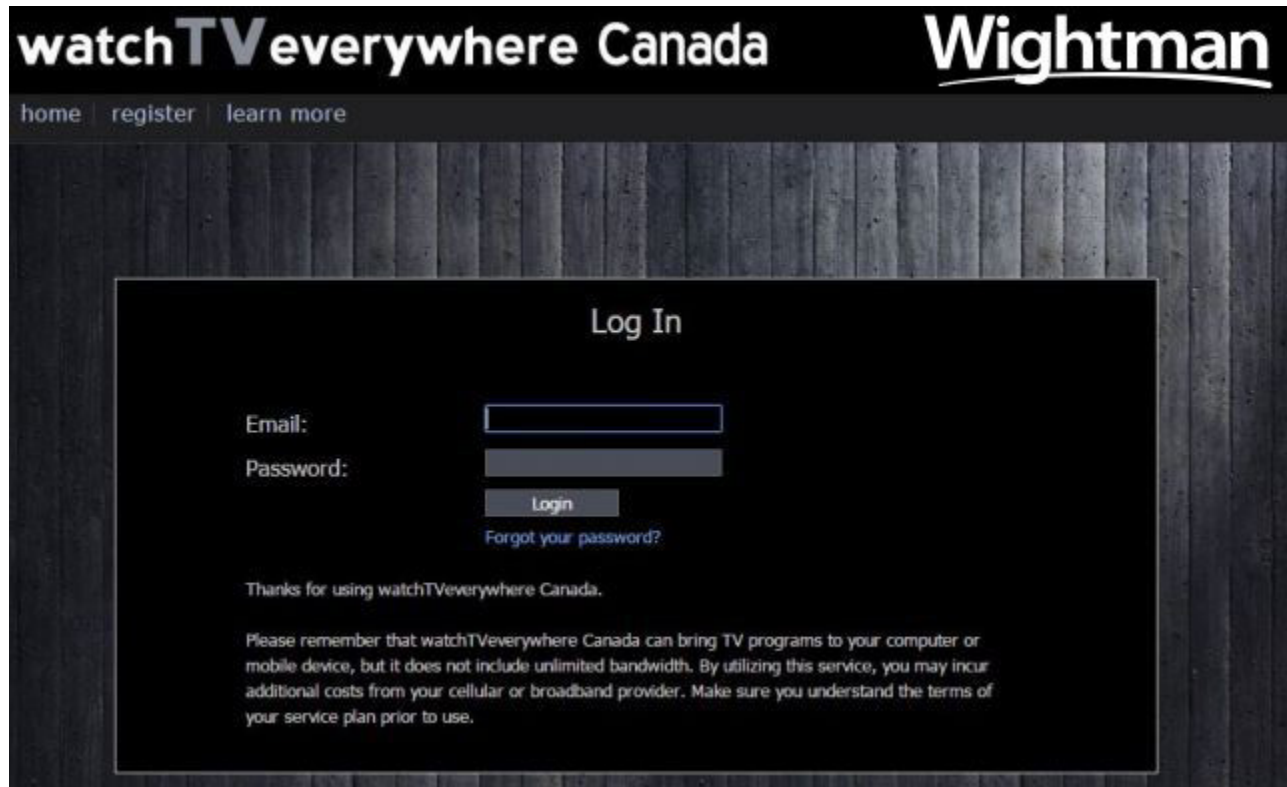 watchTVeverywhere Canada
Wightman
home register learn more
Log In
Email:
Password:
Login
Forgot your password?
Thanks for using watchTVeverywhere Canada.
Please remember that watchTVeverywhere Canada can bring TV programs to your computer or
mobile device, but it does not include unlimited bandwidth. By utilizing this service, you may incur
additional costs from your cellular or broadband provider. Make sure you understand the terms of
your service plan prior to use.